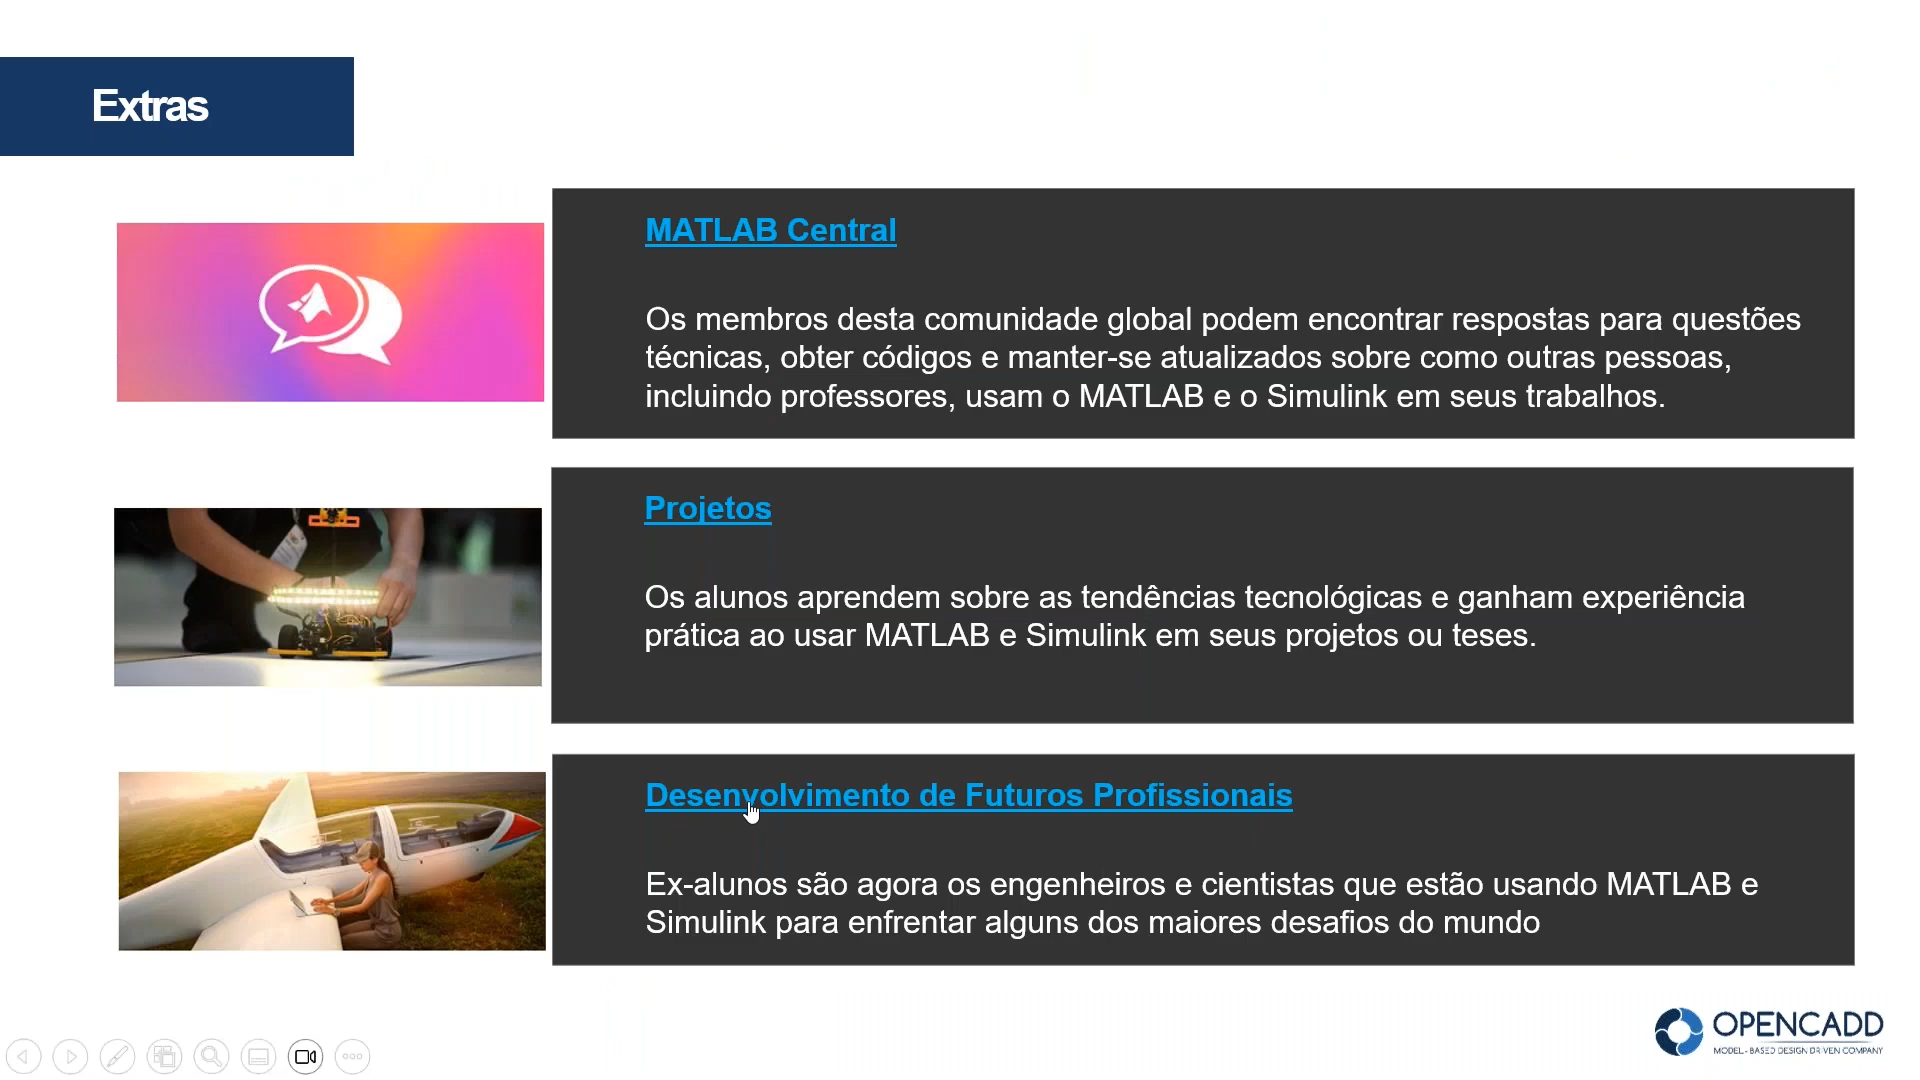 Extras
MATLAB Central
Os membros desta comunidade global podem encontrar respostas para questões
técnicas, obter códigos e manter-se atualizados sobre como outras pessoas,
incluindo professores, usam o MATLAB e o Simulink em seus trabalhos.
Projetos
Os alunos aprendem sobre as tendências tecnológicas e ganham experiência
prática ao usar MATLAB e Simulink em seus projetos ou teses.
Desenvolvimento de Futuros Profissionais
Ex-alunos são agora os engenheiros e cientistas que estão usando MATLAB e
Simulink para enfrentar alguns dos maiores desafios do mundo
OPENCADD
MODEL-BASED DESIGN DRIVEN COMPANY